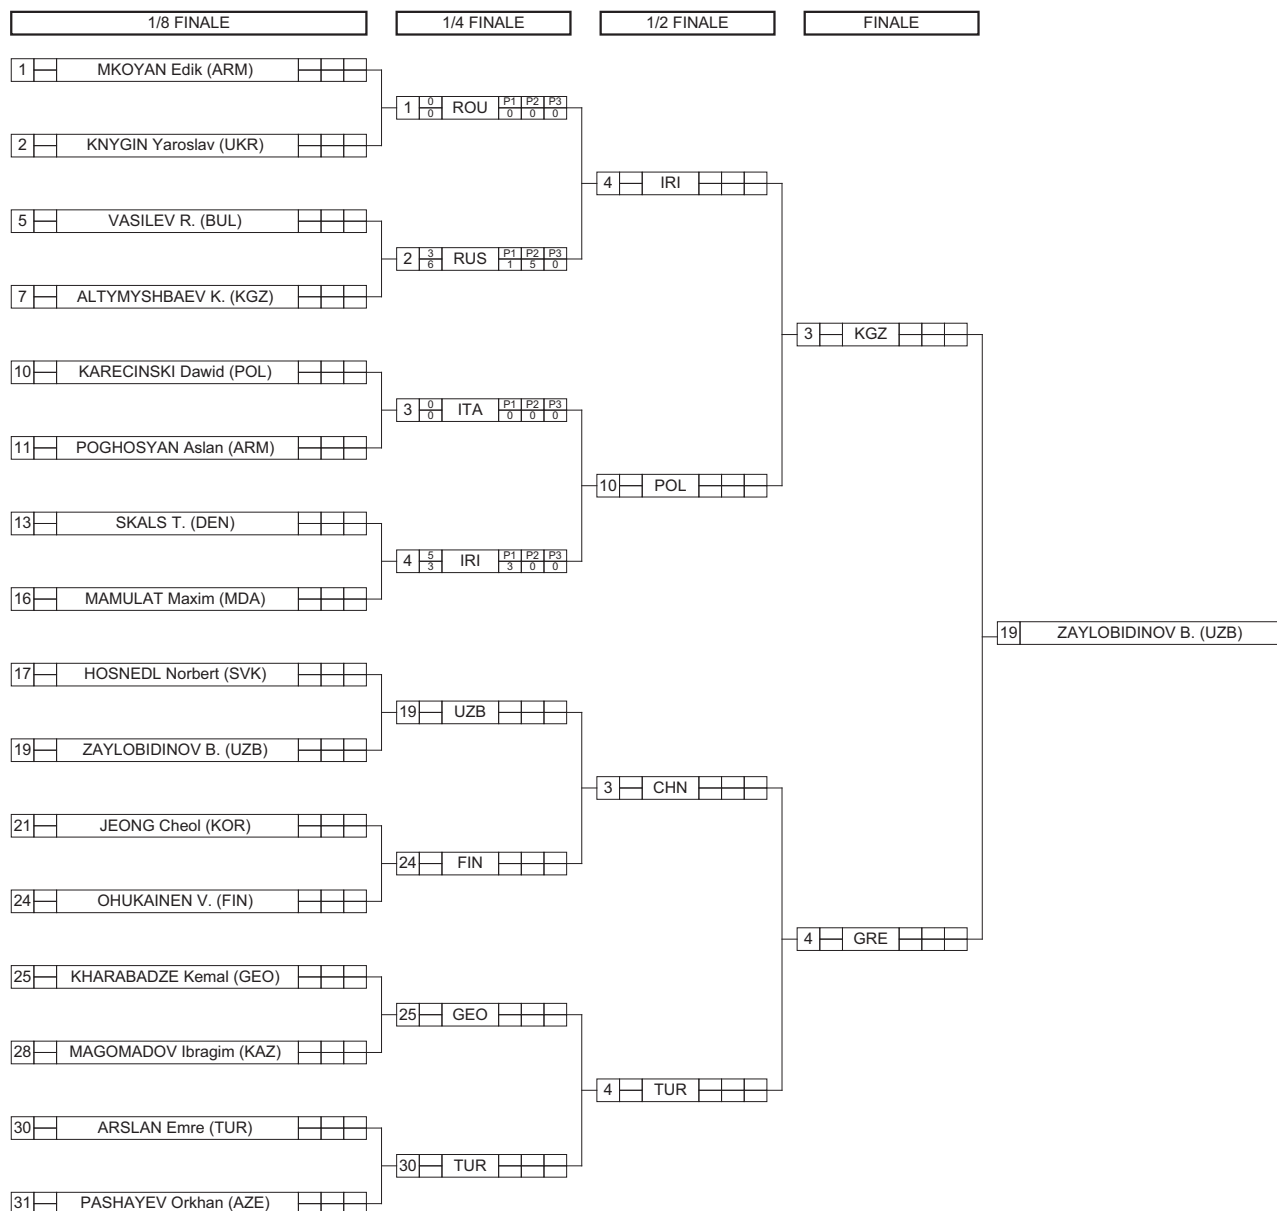 1/8 FINALE 1/4 FINALE 1/2 FINALE FINALE
1 MKOYAN Edik (ARM)
1 0 0 ROU P1 P2 P3 0 0 0
2 KNYGIN Yaroslav (UKR)
4 IRI
5 VASILEV R. (BUL)
2 3 6 RUS P1 P2 P3 1 5 0
7 ALTYMYSHBAEV K. (KGZ)
3 KGZ
10 KARECINSKI Dawid (POL)
3 0 0 ITA P1 P2 P3 0 0 0
11 POGHOSYAN Aslan (ARM)
10 POL
13 SKALS T. (DEN)
4 5 3 IRI P1 P2 P3 3 0 0
16 MAMULAT Maxim (MDA)
19 ZAYLOBIDINOV B. (UZB)
17 HOSNEDL Norbert (SVK)
19 UZB
19 ZAYLOBIDINOV B. (UZB)
3 CHN
21 JEONG Cheol (KOR)
24 FIN
24 OHUKAINEN V. (FIN)
4 GRE
25 KHARABADZE Kemal (GEO)
25 GEO
28 MAGOMADOV Ibragim (KAZ)
4 TUR
30 ARSLAN Emre (TUR)
30 TUR
31 PASHAYEV Orkhan (AZE)